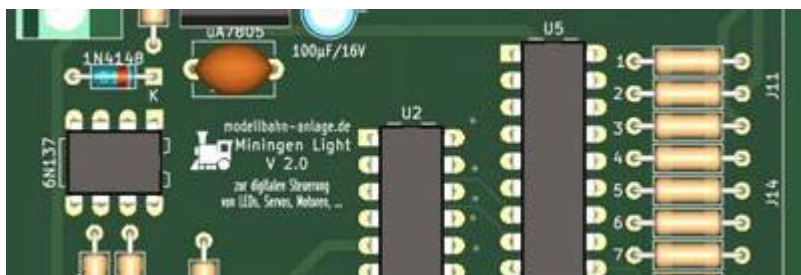 uA7805
100µF/16V
1N4148
K
6N137
modellbahn-anlage.de
Miningen Light
V 2.0
zur digitalen Steuerung
von LEDs, Servos, Motoren, ...
U2
U5
1
2
3
4
5
6
7
J11
J14